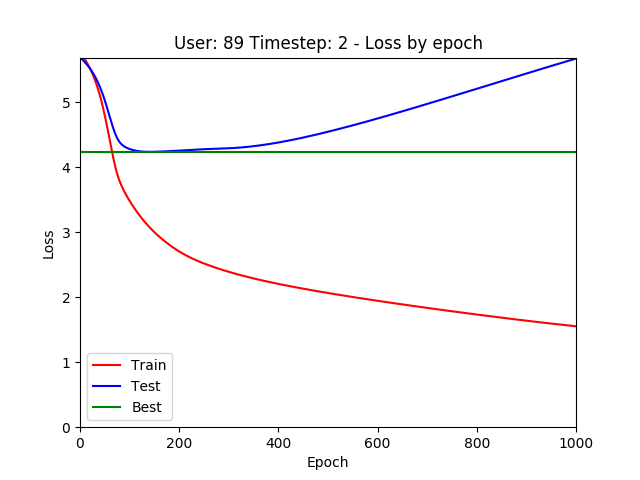 User: 89 Timestep: 2 - Loss by epoch
5
4
3
2
1
0
Loss
Train
Test
Best
0 200 400 600 800 1000
Epoch